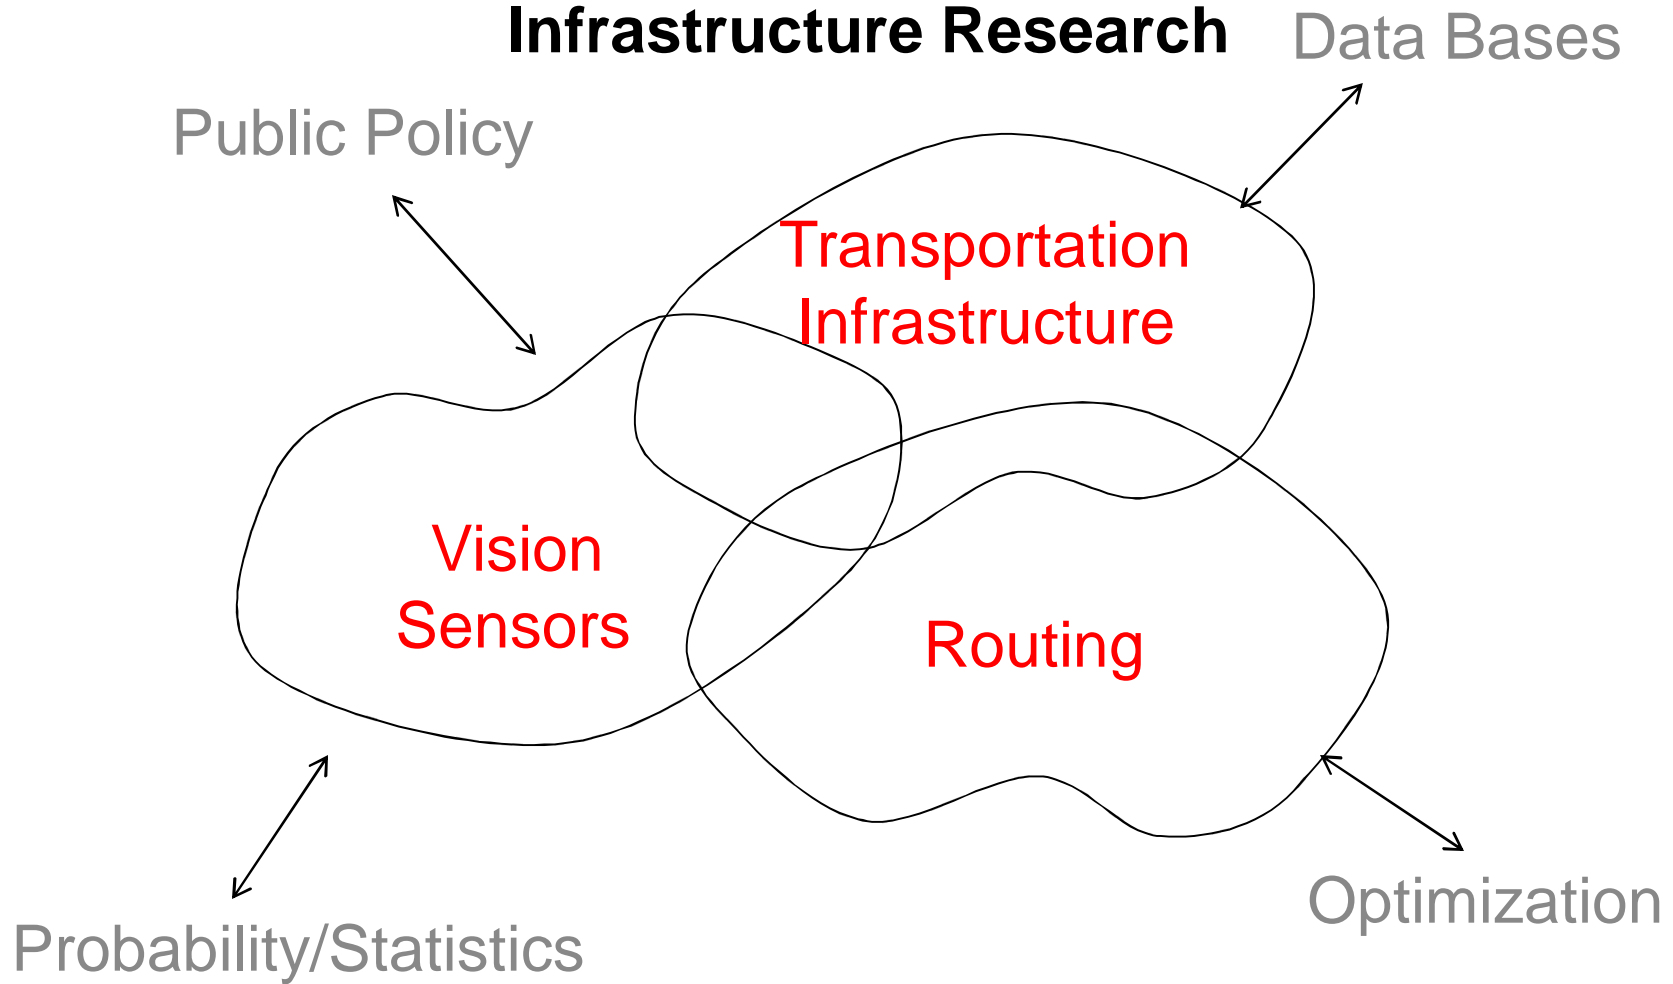 Infrastructure Research
Data Bases
Public Policy
Transportation
Infrastructure
Vision
Sensors
Routing
Optimization
Probability/Statistics